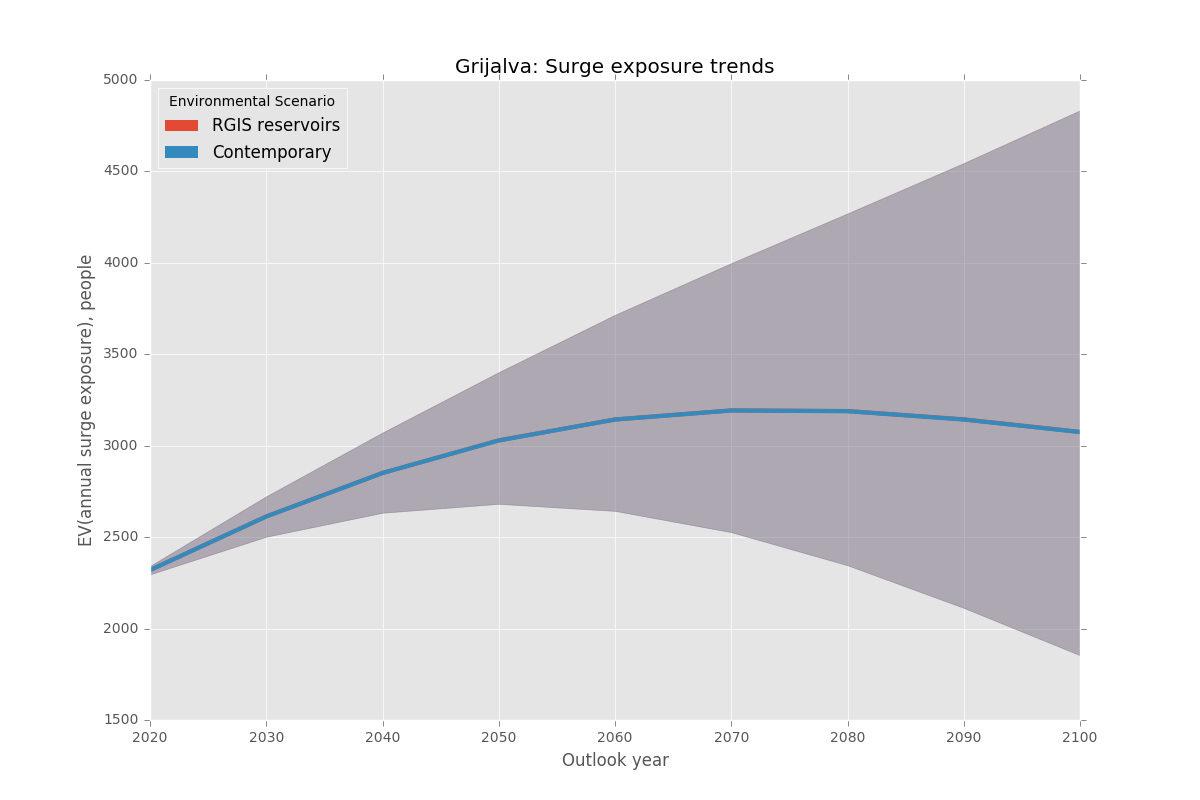 Grijalva: Surge exposure trends
Environmental Scenario
RGIS reservoirs
Contemporary
EV(annual surge exposure), people
5000
4500
4000
3500
3000
2500
2000
1500
2020 2030 2040 2050 2060 2070 2080 2090 2100
Outlook year